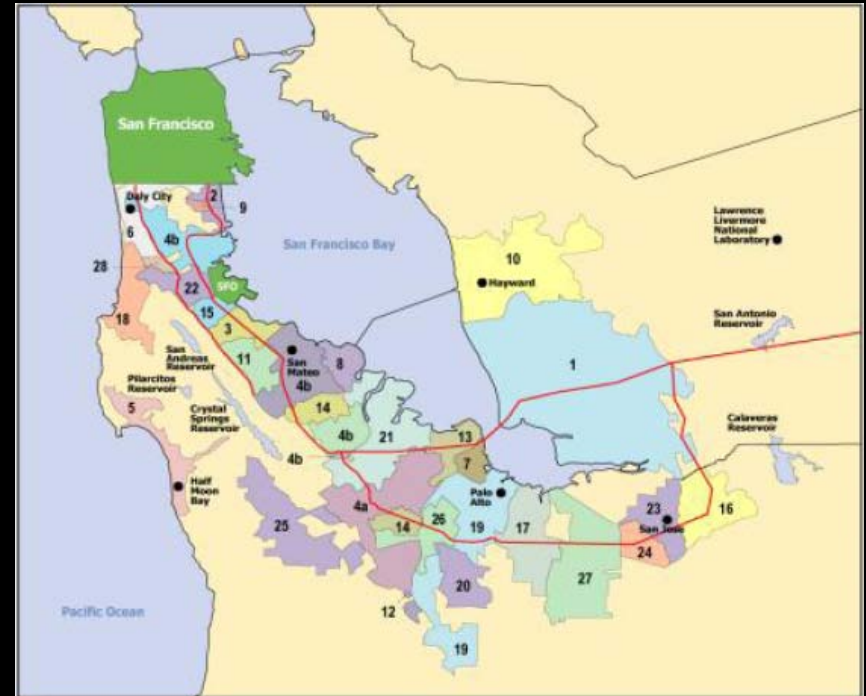 San Francisco
Daly City
2
9
6
4b
San Francisco Bay
Lawrence
Livermore
National
Laboratory
10
Hayward
28
22
SFO
18
15
3
San
Andreas
Reservoir
11
San
Mateo
8
4b
San Antonio
Reservoir
1
Pilarcitos
Reservoir
5
Crystal
Springs
Reservoir
14
4b
21
13
7
4b
Calaveras
Reservoir
Half
Moon
Bay
25
4a
14
26
Palo
Alto
19
17
23
San Jose
16
24
27
20
12
19
Pacific Ocean